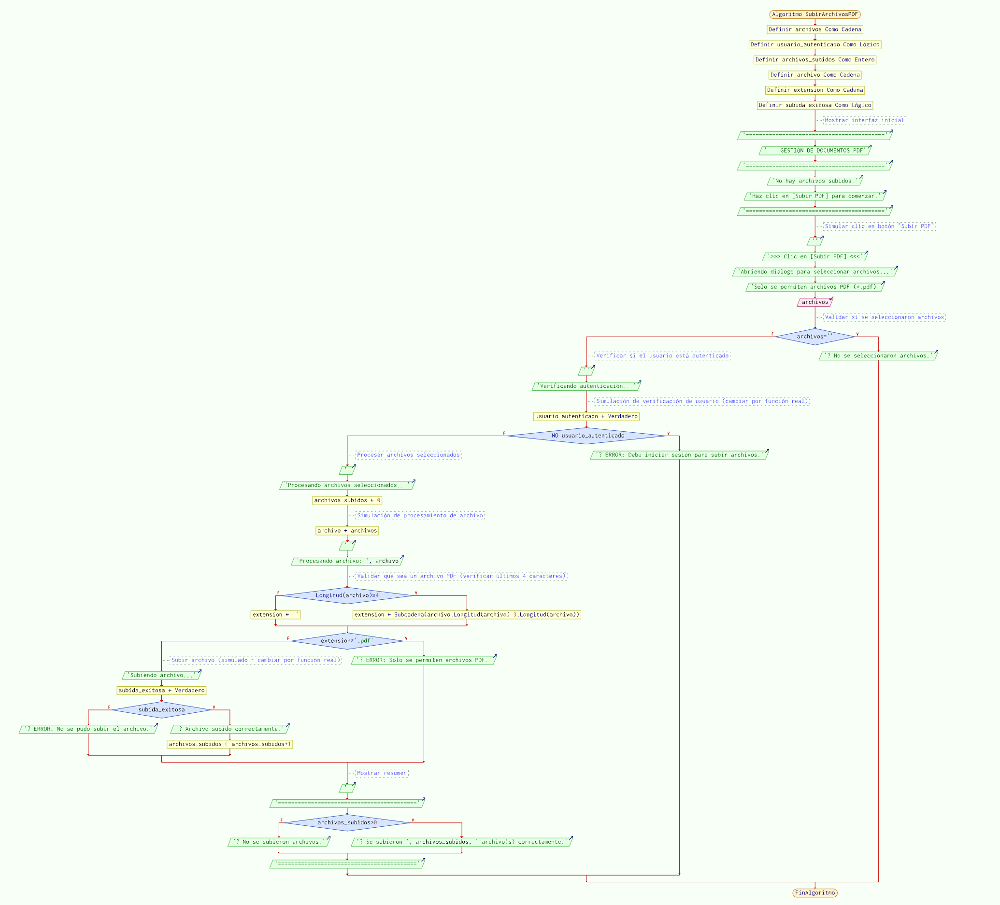 Algoritmo SubirArchivosPDF
Definir archivos Como Cadena
Definir usuario_autenticado Como Lógico
Definir archivos_subidos Como Entero
Definir archivo Como Cadena
Definir extension Como Cadena
Definir subida_exitosa Como Lógico
Mostrar interfaz inicial
'=========================================='
'    GESTIÓN DE DOCUMENTOS PDF'
'=========================================='
'No hay archivos subidos.'
'Haz clic en [Subir PDF] para comenzar.'
'=========================================='
Simular clic en botón "Subir PDF"
''
'>>> Clic en [Subir PDF] <<<'
'Abriendo diálogo para seleccionar archivos...'
'Solo se permiten archivos PDF (*.pdf)'
archivos
Validar si se seleccionaron archivos
F
archivos=''
V
Verificar si el usuario está autenticado
'? No se seleccionaron archivos.'
''
'Verificando autenticación...'
Simulación de verificación de usuario (cambiar por función real)
usuario_autenticado ← Verdadero
F
NO usuario_autenticado
V
Procesar archivos seleccionados
'? ERROR: Debe iniciar sesión para subir archivos.'
''
'Procesando archivos seleccionados...'
archivos_subidos ← 0
Simulación de procesamiento de archivo
archivo ← archivos
''
'Procesando archivo: ', archivo
Validar que sea un archivo PDF (verificar últimos 4 caracteres)
F
Longitud(archivo)≥4
V
extension ← ''
extension ← Subcadena(archivo,Longitud(archivo)-3,Longitud(archivo))
F
extension≠'.pdf'
V
Subir archivo (simulado - cambiar por función real)
'? ERROR: Solo se permiten archivos PDF.'
'Subiendo archivo...'
subida_exitosa ← Verdadero
F
subida_exitosa
V
'? ERROR: No se pudo subir el archivo.'
'? Archivo subido correctamente.'
archivos_subidos ← archivos_subidos+1
Mostrar resumen
''
'=========================================='
F
archivos_subidos>0
V
'? No se subieron archivos.'
'? Se subieron ', archivos_subidos, ' archivo(s) correctamente.'
'=========================================='
FinAlgoritmo